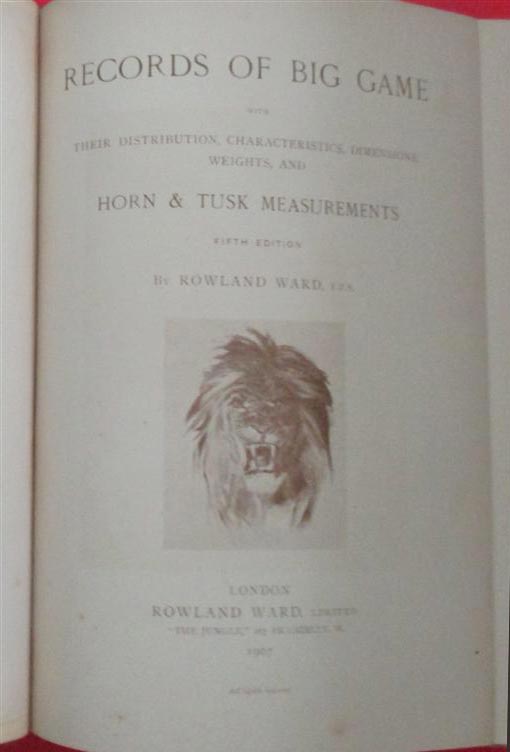 RECORDS OF BIG GAME
WITH
THEIR DISTRIBUTION, CHARACTERISTICS, DIMENSIONS,
WEIGHTS, AND
HORN & TUSK MEASUREMENTS
FIFTH EDITION
BY ROWLAND WARD, F.Z.S.
LONDON
ROWLAND WARD, LIMITED
"THE JUNGLE," PICCADILLY, W.
1907